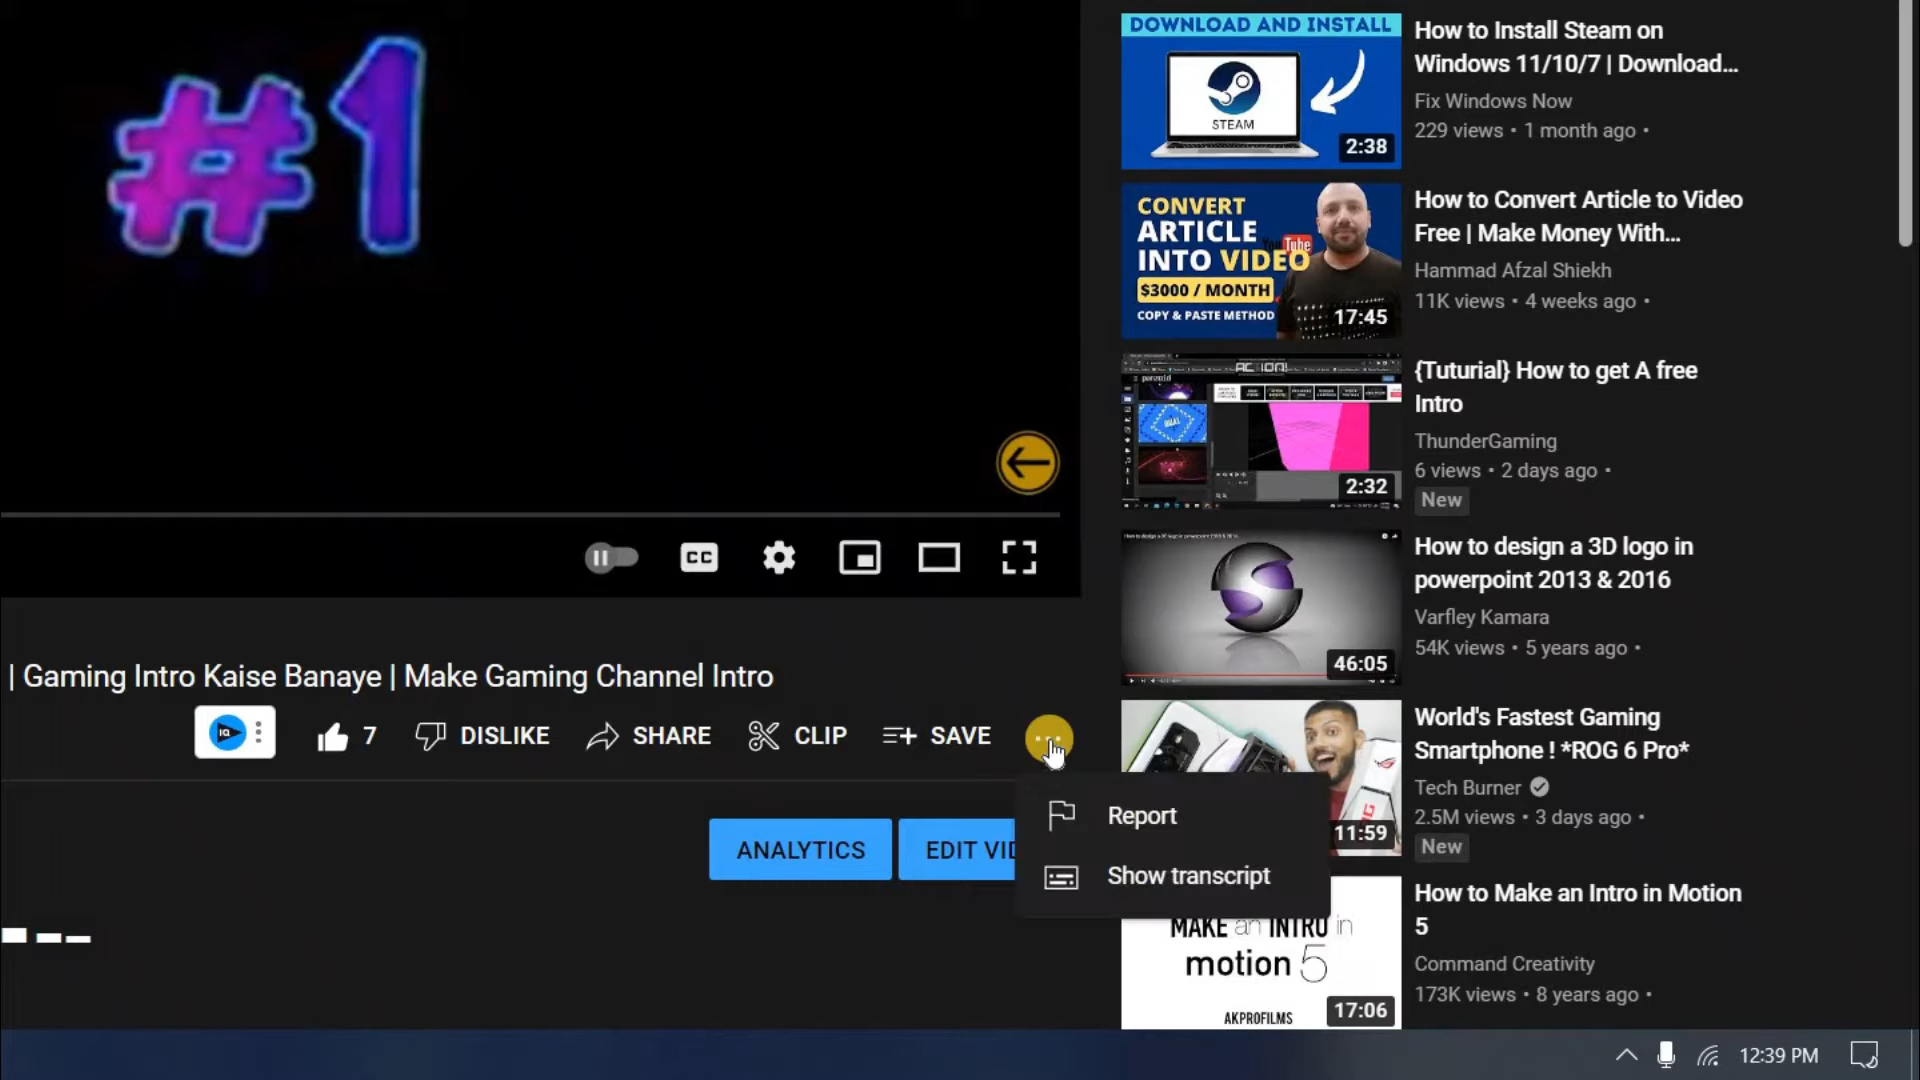 #1
CC
| Gaming Intro Kaise Banaye | Make Gaming Channel Intro
IQ
7
DISLIKE
SHARE
CLIP
SAVE
Report
Show transcript
ANALYTICS
EDIT VID
DOWNLOAD AND INSTALL
STEAM
2:38
How to Install Steam on
Windows 11/10/7 | Download...
Fix Windows Now
229 views • 1 month ago •
CONVERT
ARTICLE
INTO VIDEO
YouTube
$3000 / MONTH
COPY & PASTE METHOD
17:45
How to Convert Article to Video
Free | Make Money With...
Hammad Afzal Shiekh
11K views • 4 weeks ago •
panzoid
2:32
{Tuturial} How to get A free
Intro
ThunderGaming
6 views • 2 days ago •
New
46:05
How to design a 3D logo in
powerpoint 2013 & 2016
Varfley Kamara
54K views • 5 years ago •
11:59
World's Fastest Gaming
Smartphone ! *ROG 6 Pro*
Tech Burner
2.5M views • 3 days ago •
New
MAKE an INTRO in
motion 5
AKPROFILMS
17:06
How to Make an Intro in Motion
5
Command Creativity
173K views • 8 years ago •
12:39 PM